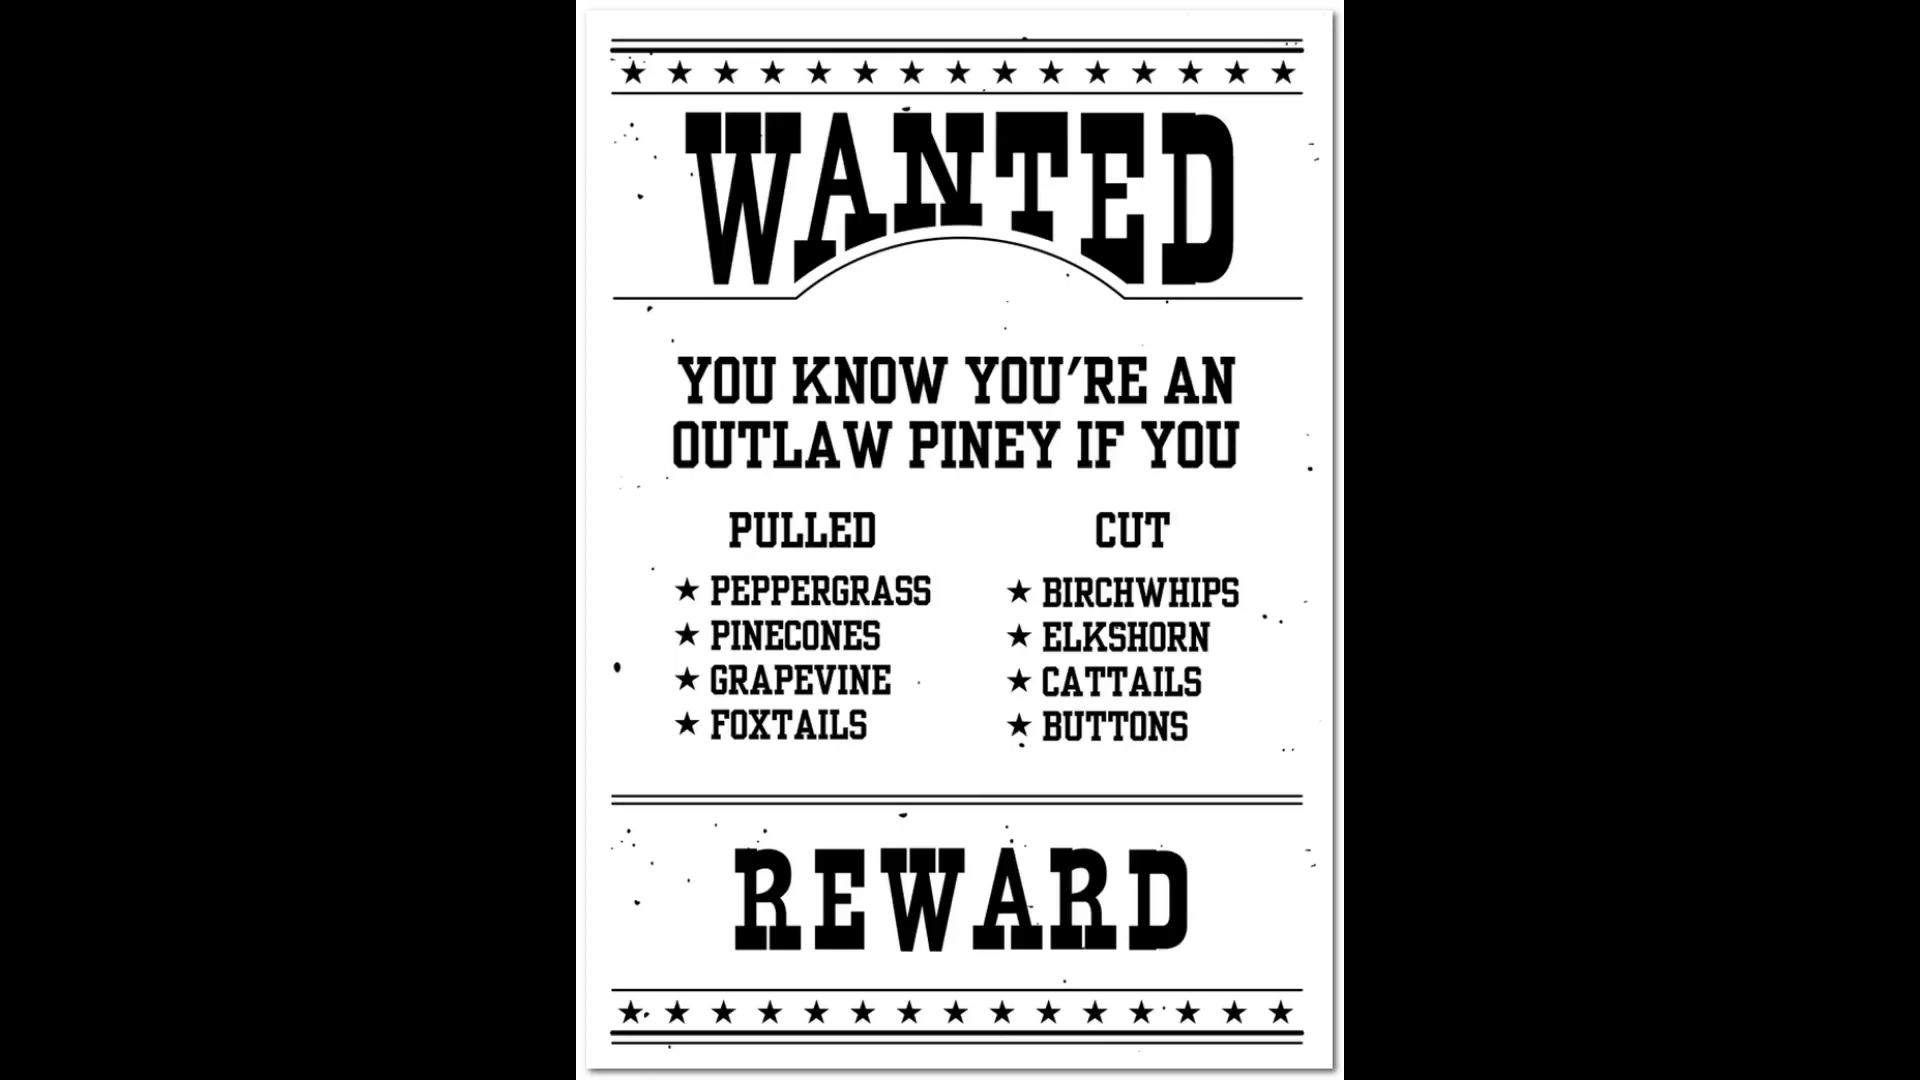 WANTED
YOU KNOW YOU'RE AN
OUTLAW PINEY IF YOU
PULLED
★ PEPPERGRASS
★ PINECONES
★ GRAPEVINE
★ FOXTAILS
CUT
★ BIRCHWHIPS
★ ELKSHORN
★ CATTAILS
★ BUTTONS
REWARD